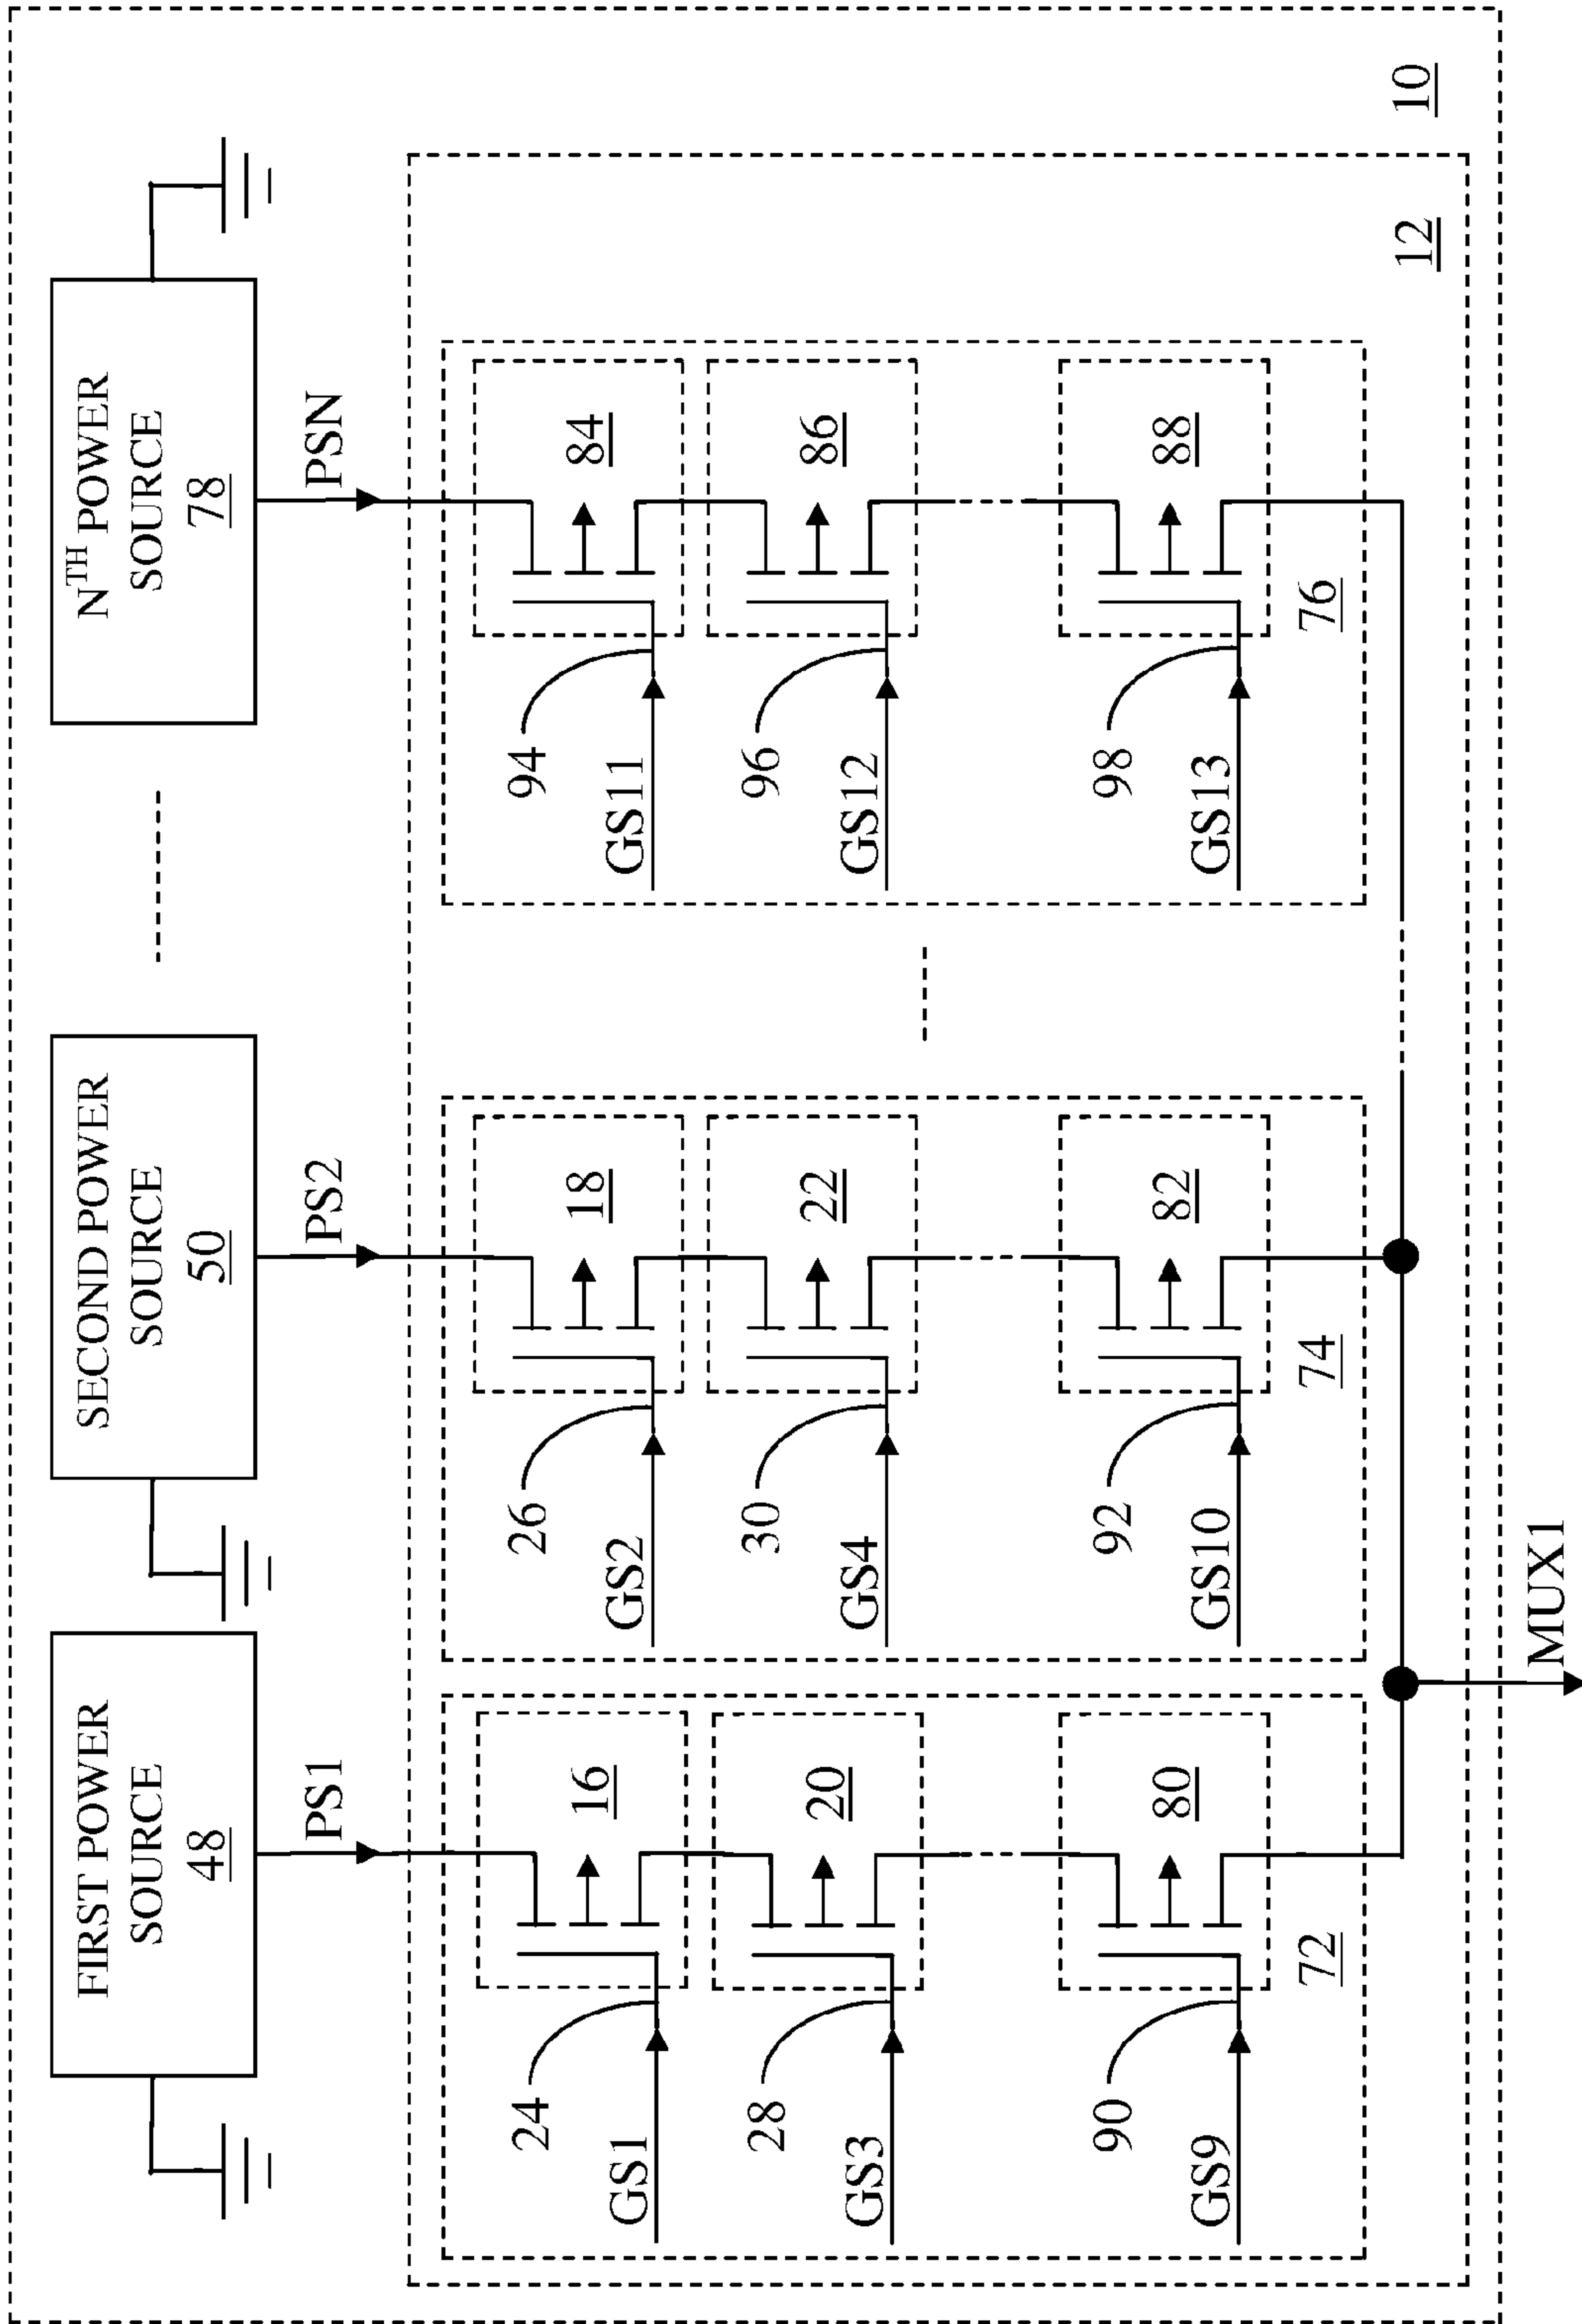 FIRST POWER
SOURCE
48
SECOND POWER
SOURCE
50
NTH POWER
SOURCE
78
PS1
PS2
PSN
24
GS1
16
28
GS3
20
90
GS9
80
72
26
GS2
18
30
GS4
22
92
GS10
82
74
94
GS11
84
96
GS12
86
98
GS13
88
76
12
10
MUX1